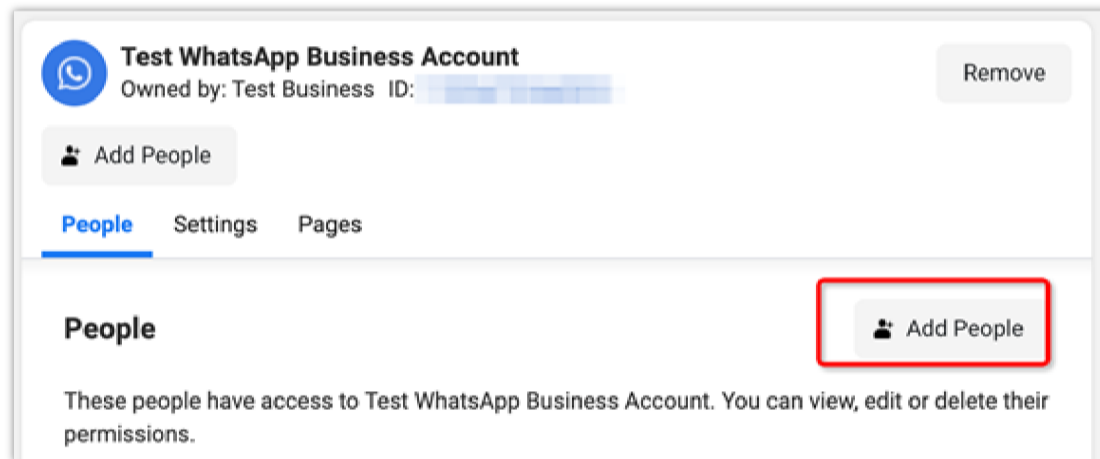 Test WhatsApp Business Account
Owned by: Test Business ID:
Remove
Add People
People Settings Pages
People
Add People
These people have access to Test WhatsApp Business Account. You can view, edit or delete their
permissions.